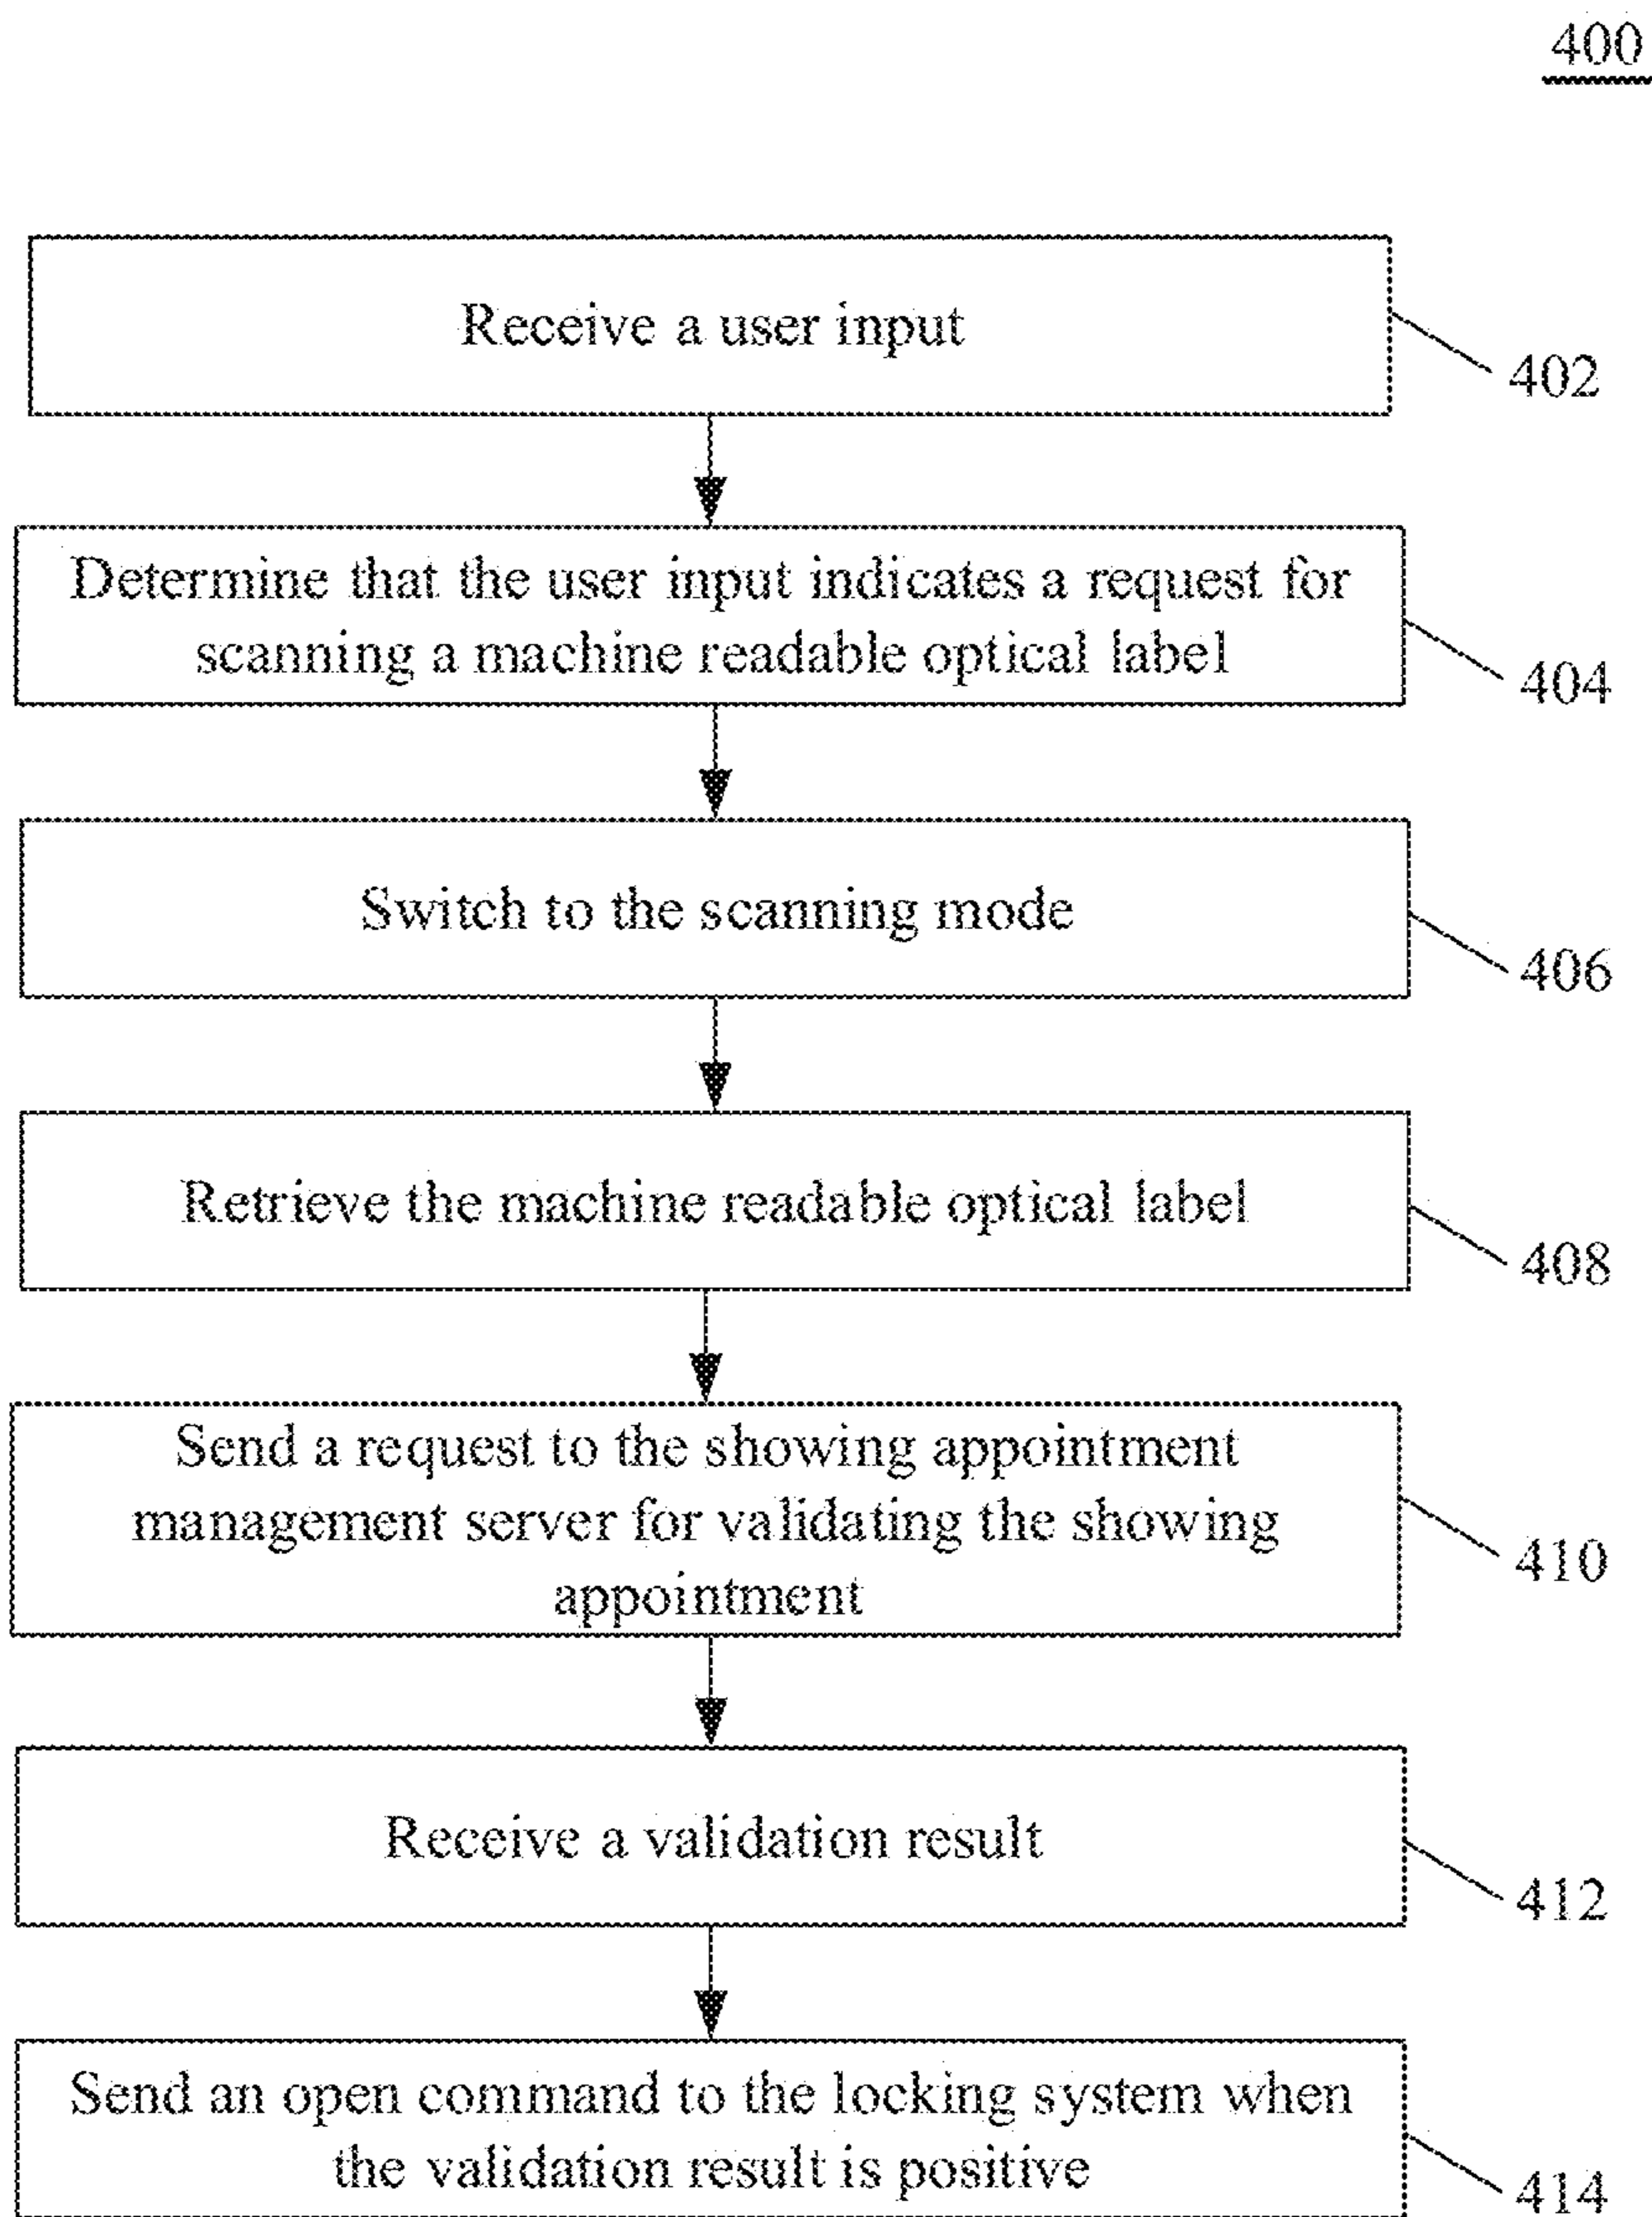 400
Receive a user input
402
Determine that the user input indicates a request for
scanning a machine readable optical label
404
Switch to the scanning mode
406
Retrieve the machine readable optical label
408
Send a request to the showing appointment
management server for validating the showing
appointment
410
Receive a validation result
412
Send an open command to the locking system when
the validation result is positive
414